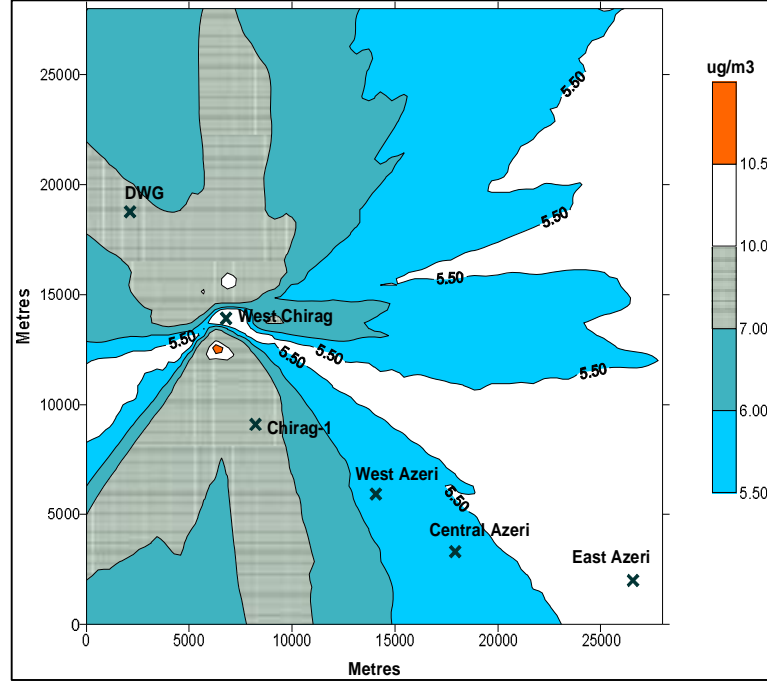 ug/m3
10.5
10.0
7.00
6.00
5.50
25000
20000
15000
10000
5000
0
Metres
0
5000
10000
15000
20000
25000
Metres
DWG
West Chirag
Chirag-1
West Azeri
Central Azeri
East Azeri
5.50
5.50
5.50
5.50
5.50
5.50
5.50
5.50